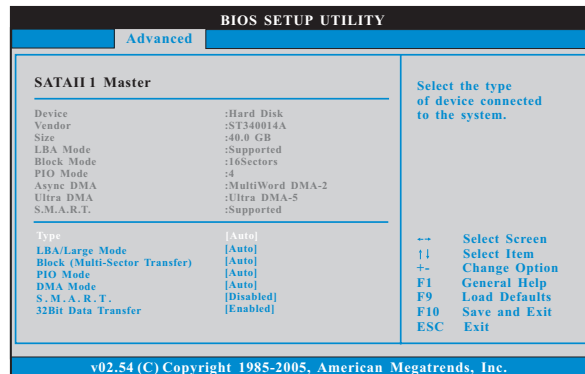 BIOS SETUP UTILITY
Advanced
SATAII 1 Master
Device :Hard Disk
Vendor :ST340014A
Size :40.0 GB
LBA Mode :Supported
Block Mode :16Sectors
PIO Mode :4
Async DMA :MultiWord DMA-2
Ultra DMA :Ultra DMA-5
S.M.A.R.T. :Supported
Type [Auto]
LBA/Large Mode [Auto]
Block (Multi-Sector Transfer) [Auto]
PIO Mode [Auto]
DMA Mode [Auto]
S.M.A.R.T. [Disabled]
32Bit Data Transfer [Enabled]
Select the type
of device connected
to the system.
←→ Select Screen
↑↓ Select Item
+- Change Option
F1 General Help
F9 Load Defaults
F10 Save and Exit
ESC Exit
v02.54 (C) Copyright 1985-2005, American Megatrends, Inc.